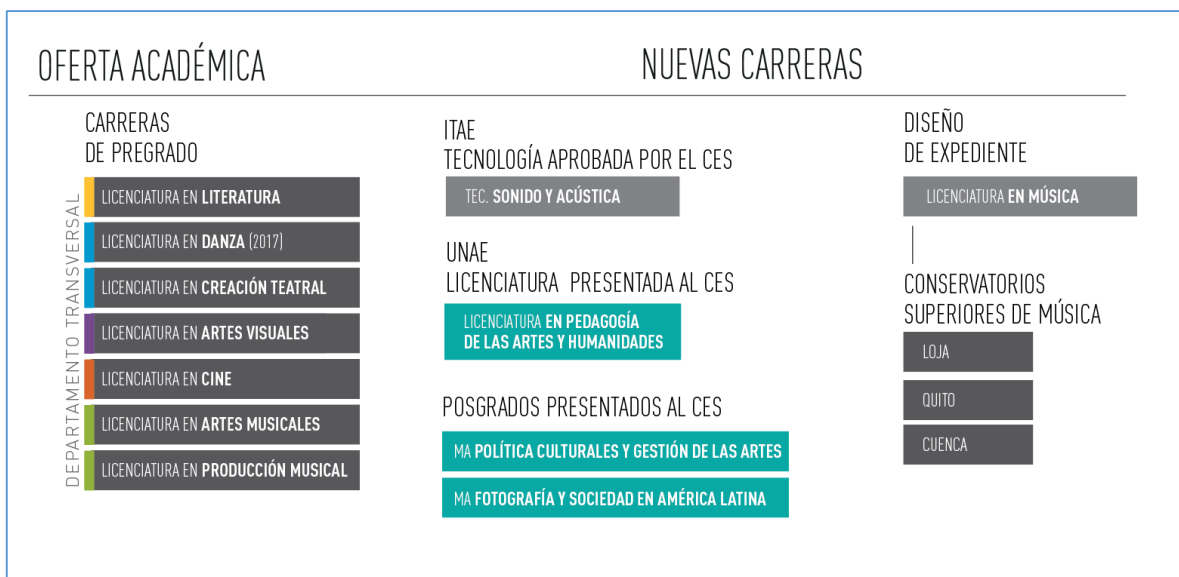 OFERTA ACADÉMICA
NUEVAS CARRERAS
CARRERAS
DE PREGRADO
DEPARTAMENTO TRANSVERSAL
LICENCIATURA EN LITERATURA
LICENCIATURA EN DANZA (2017)
LICENCIATURA EN CREACIÓN TEATRAL
LICENCIATURA EN ARTES VISUALES
LICENCIATURA EN CINE
LICENCIATURA EN ARTES MUSICALES
LICENCIATURA EN PRODUCCIÓN MUSICAL
ITAE
TECNOLOGÍA APROBADA POR EL CES
TEC. SONIDO Y ACÚSTICA
UNAE
LICENCIATURA PRESENTADA AL CES
LICENCIATURA EN PEDAGOGÍA
DE LAS ARTES Y HUMANIDADES
POSGRADOS PRESENTADOS AL CES
MA POLÍTICA CULTURALES Y GESTIÓN DE LAS ARTES
MA FOTOGRAFÍA Y SOCIEDAD EN AMÉRICA LATINA
DISEÑO
DE EXPEDIENTE
LICENCIATURA EN MÚSICA
CONSERVATORIOS
SUPERIORES DE MÚSICA
LOJA
QUITO
CUENCA